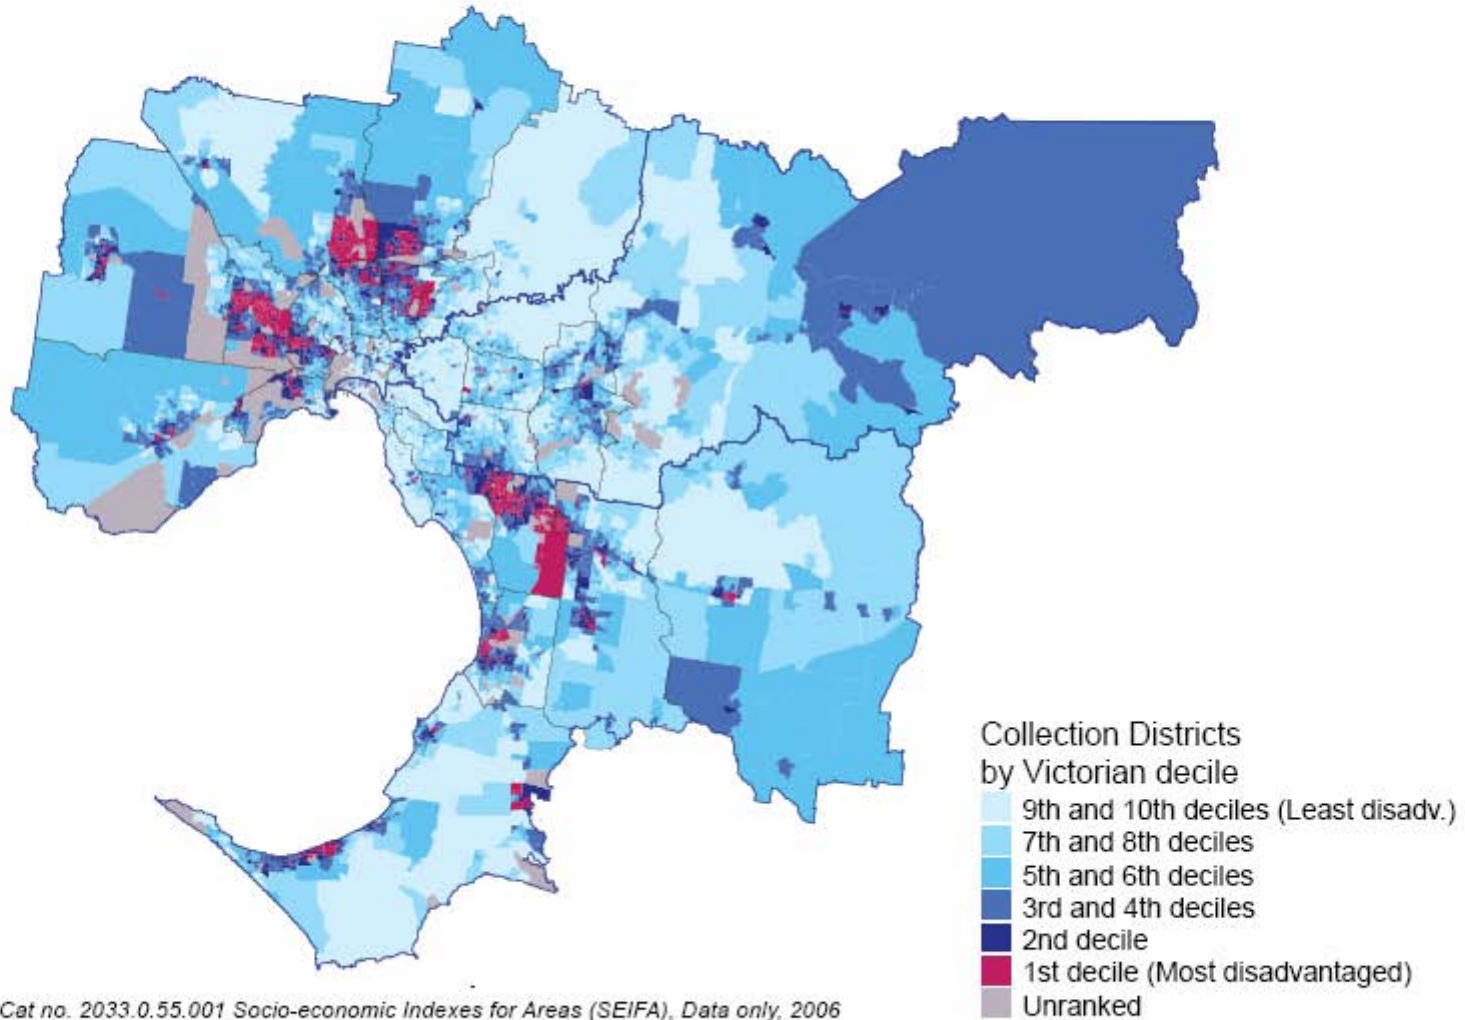 Collection Districts
by Victorian decile
9th and 10th deciles (Least disadv.)
7th and 8th deciles
5th and 6th deciles
3rd and 4th deciles
2nd decile
1st decile (Most disadvantaged)
Unranked
Cat no. 2033.0.55.001 Socio-economic Indexes for Areas (SEIFA), Data only, 2006